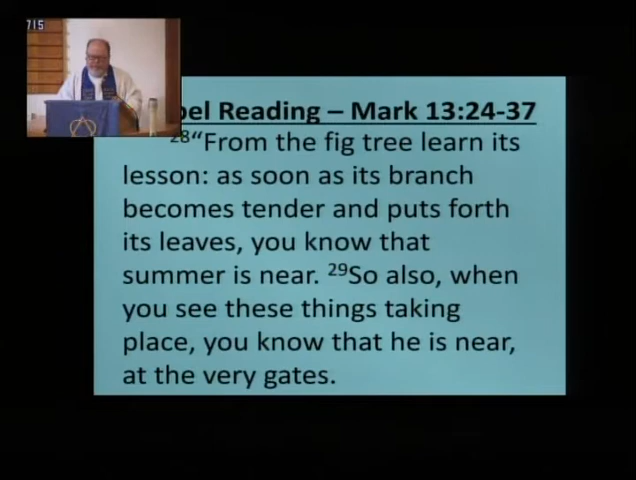 715
pel Reading – Mark 13:24-37
28“From the fig tree learn its
lesson: as soon as its branch
becomes tender and puts forth
its leaves, you know that
summer is near. 29So also, when
you see these things taking
place, you know that he is near,
at the very gates.